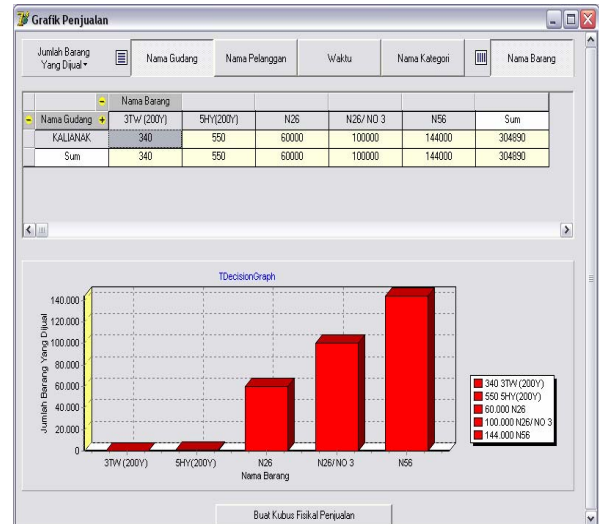 Grafik Penjualan
Jumlah Barang
Yang Dijual
Nama Gudang
Nama Pelanggan
Waktu
Nama Kategori
Nama Barang
Nama Barang
Nama Gudang 3TW (200Y) 5HY(200Y) N26 N26/ NO 3 N56 Sum
KALIANAK 340 550 60000 100000 144000 304890
Sum 340 550 60000 100000 144000 304890
TDecisionGraph
140.000
120.000
100.000
80.000
60.000
40.000
20.000
0
Jumlah Barang Yang Dijual
3TW (200Y) 5HY(200Y) N26 N26/ NO 3 N56
Nama Barang
340 3TW (200Y)
550 5HY(200Y)
60.000 N26
100.000 N26/ NO 3
144.000 N56
Buat Kubus Fisikal Penjualan